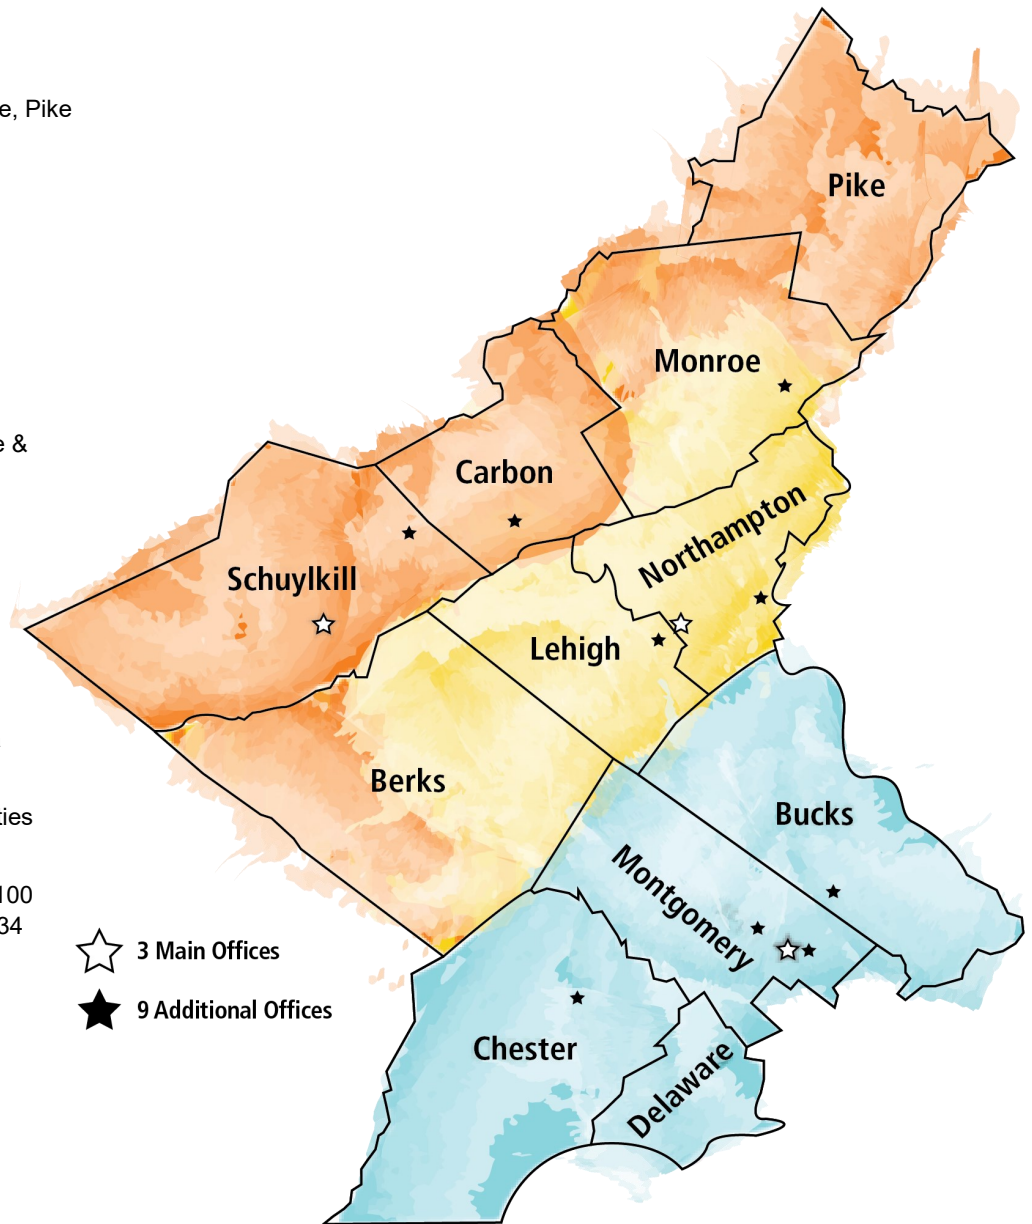 e, Pike
Pike
Monroe
e &
Carbon
Northampton
Schuylkill
Lehigh
Berks
Bucks
ties
Montgomery
100
34
3 Main Offices
9 Additional Offices
Chester
Delaware